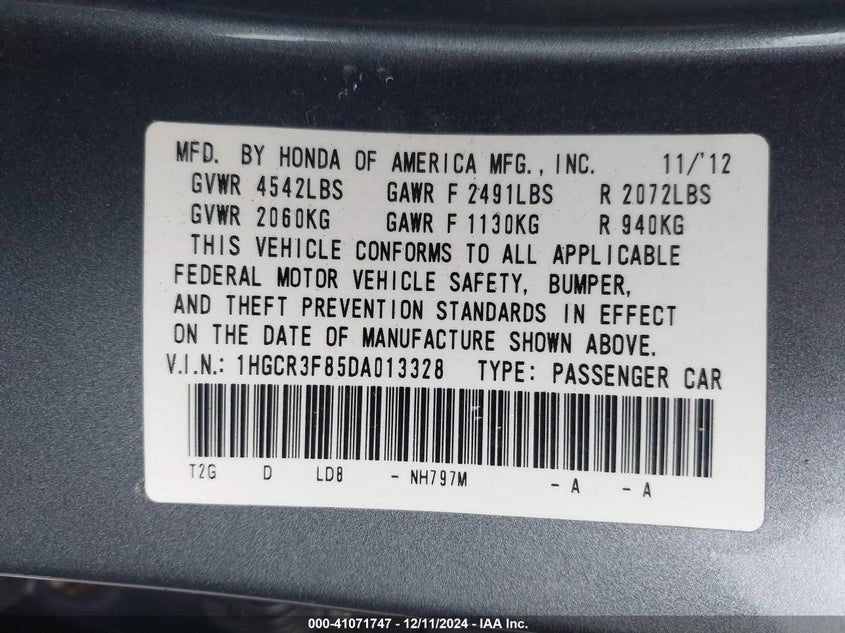 MFD. BY HONDA OF AMERICA MFG., INC. 11/'12
GVWR 4542LBS GAWR F 2491LBS R 2072LBS
GVWR 2060KG GAWR F 1130KG R 940KG
THIS VEHICLE CONFORMS TO ALL APPLICABLE
FEDERAL MOTOR VEHICLE SAFETY, BUMPER,
AND THEFT PREVENTION STANDARDS IN EFFECT
ON THE DATE OF MANUFACTURE SHOWN ABOVE.
V.I.N.: 1HGCR3F85DA013328 TYPE: PASSENGER CAR
T2G D LD8 - NH797M - A - A
000-41071747 - 12/11/2024 - IAA Inc.